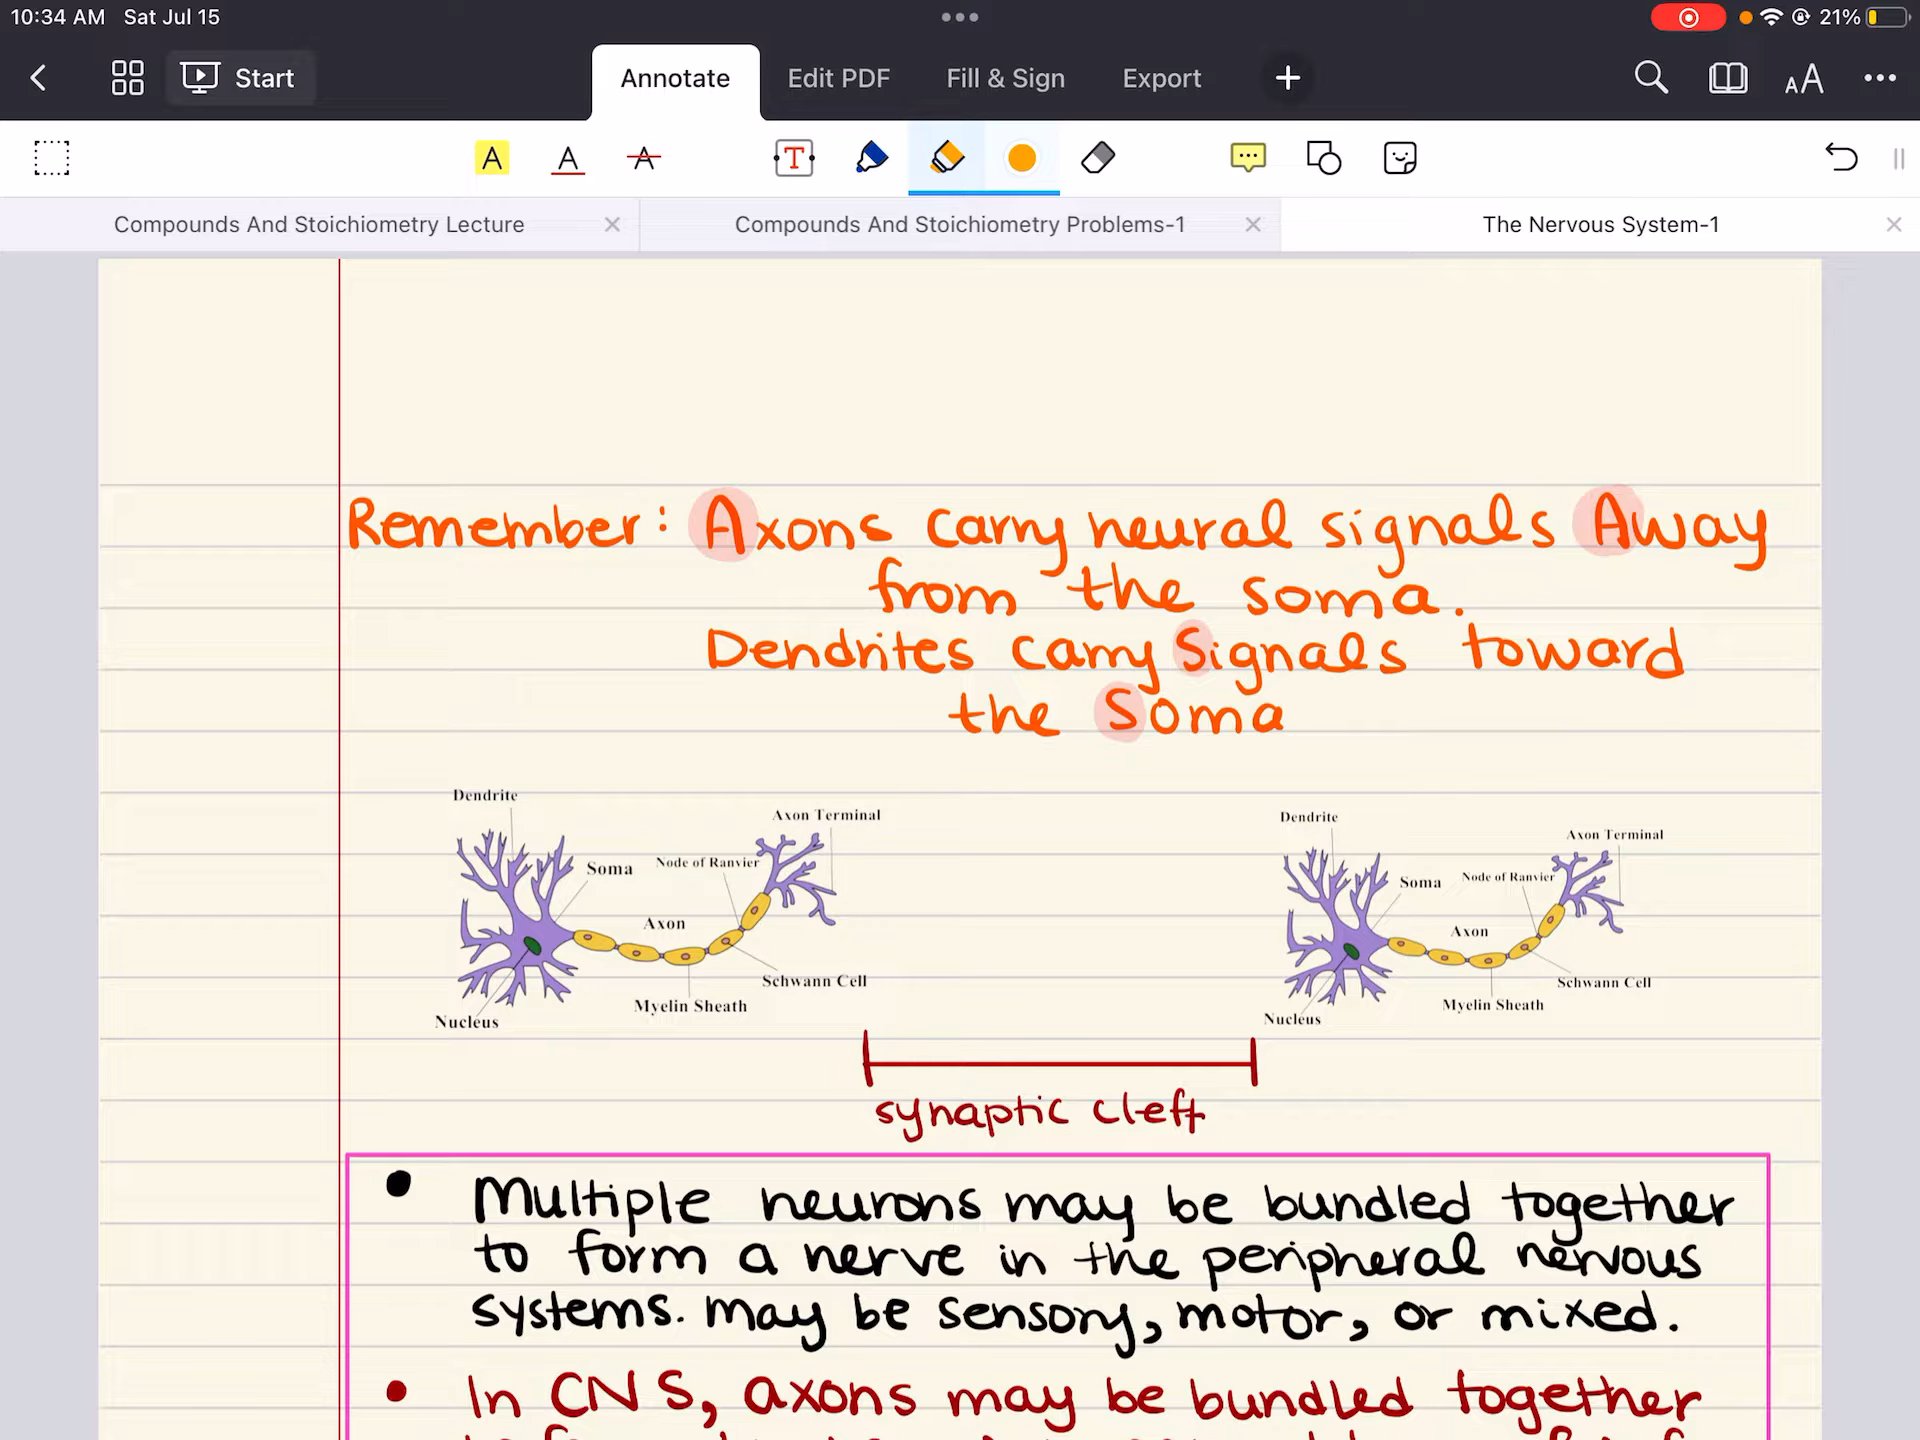 10:34 AM Sat Jul 15
21%
Start
Annotate
Edit PDF
Fill & Sign
Export
AA
A A A T
Compounds And Stoichiometry Lecture
Compounds And Stoichiometry Problems-1
The Nervous System-1
Remember: Axons carry neural signals Away
from the soma.
Dendrites carry Signals toward
the Soma
Dendrite
Axon Terminal
Soma
Node of Ranvier
Axon
Schwann Cell
Myelin Sheath
Nucleus
Dendrite
Axon Terminal
Soma
Node of Ranvier
Axon
Schwann Cell
Myelin Sheath
Nucleus
synaptic cleft
• Multiple neurons may be bundled together
to form a nerve in the peripheral nervous
systems. may be sensory, motor, or mixed.
• In CNS, axons may be bundled together